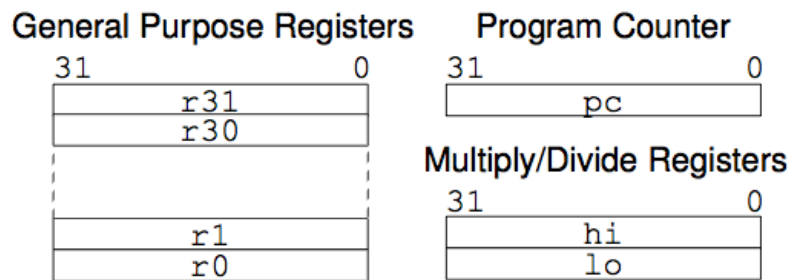 General Purpose Registers
31 0
r31
r30
r1
r0
Program Counter
31 0
pc
Multiply/Divide Registers
31 0
hi
lo